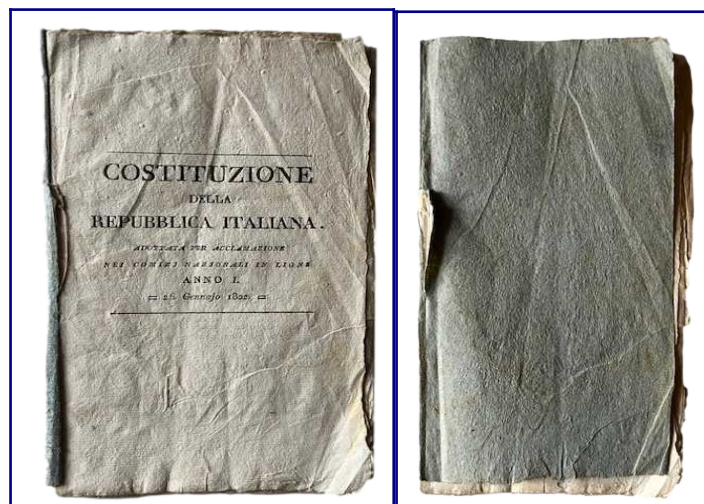 COSTITUZIONE
DELLA
REPUBBLICA ITALIANA.
ADOTTATA PER ACCLAMAZIONE
NEI COMIZJ NAZIONALI IN LIONE
ANNO I.
= 26. Gennajo 1802. =